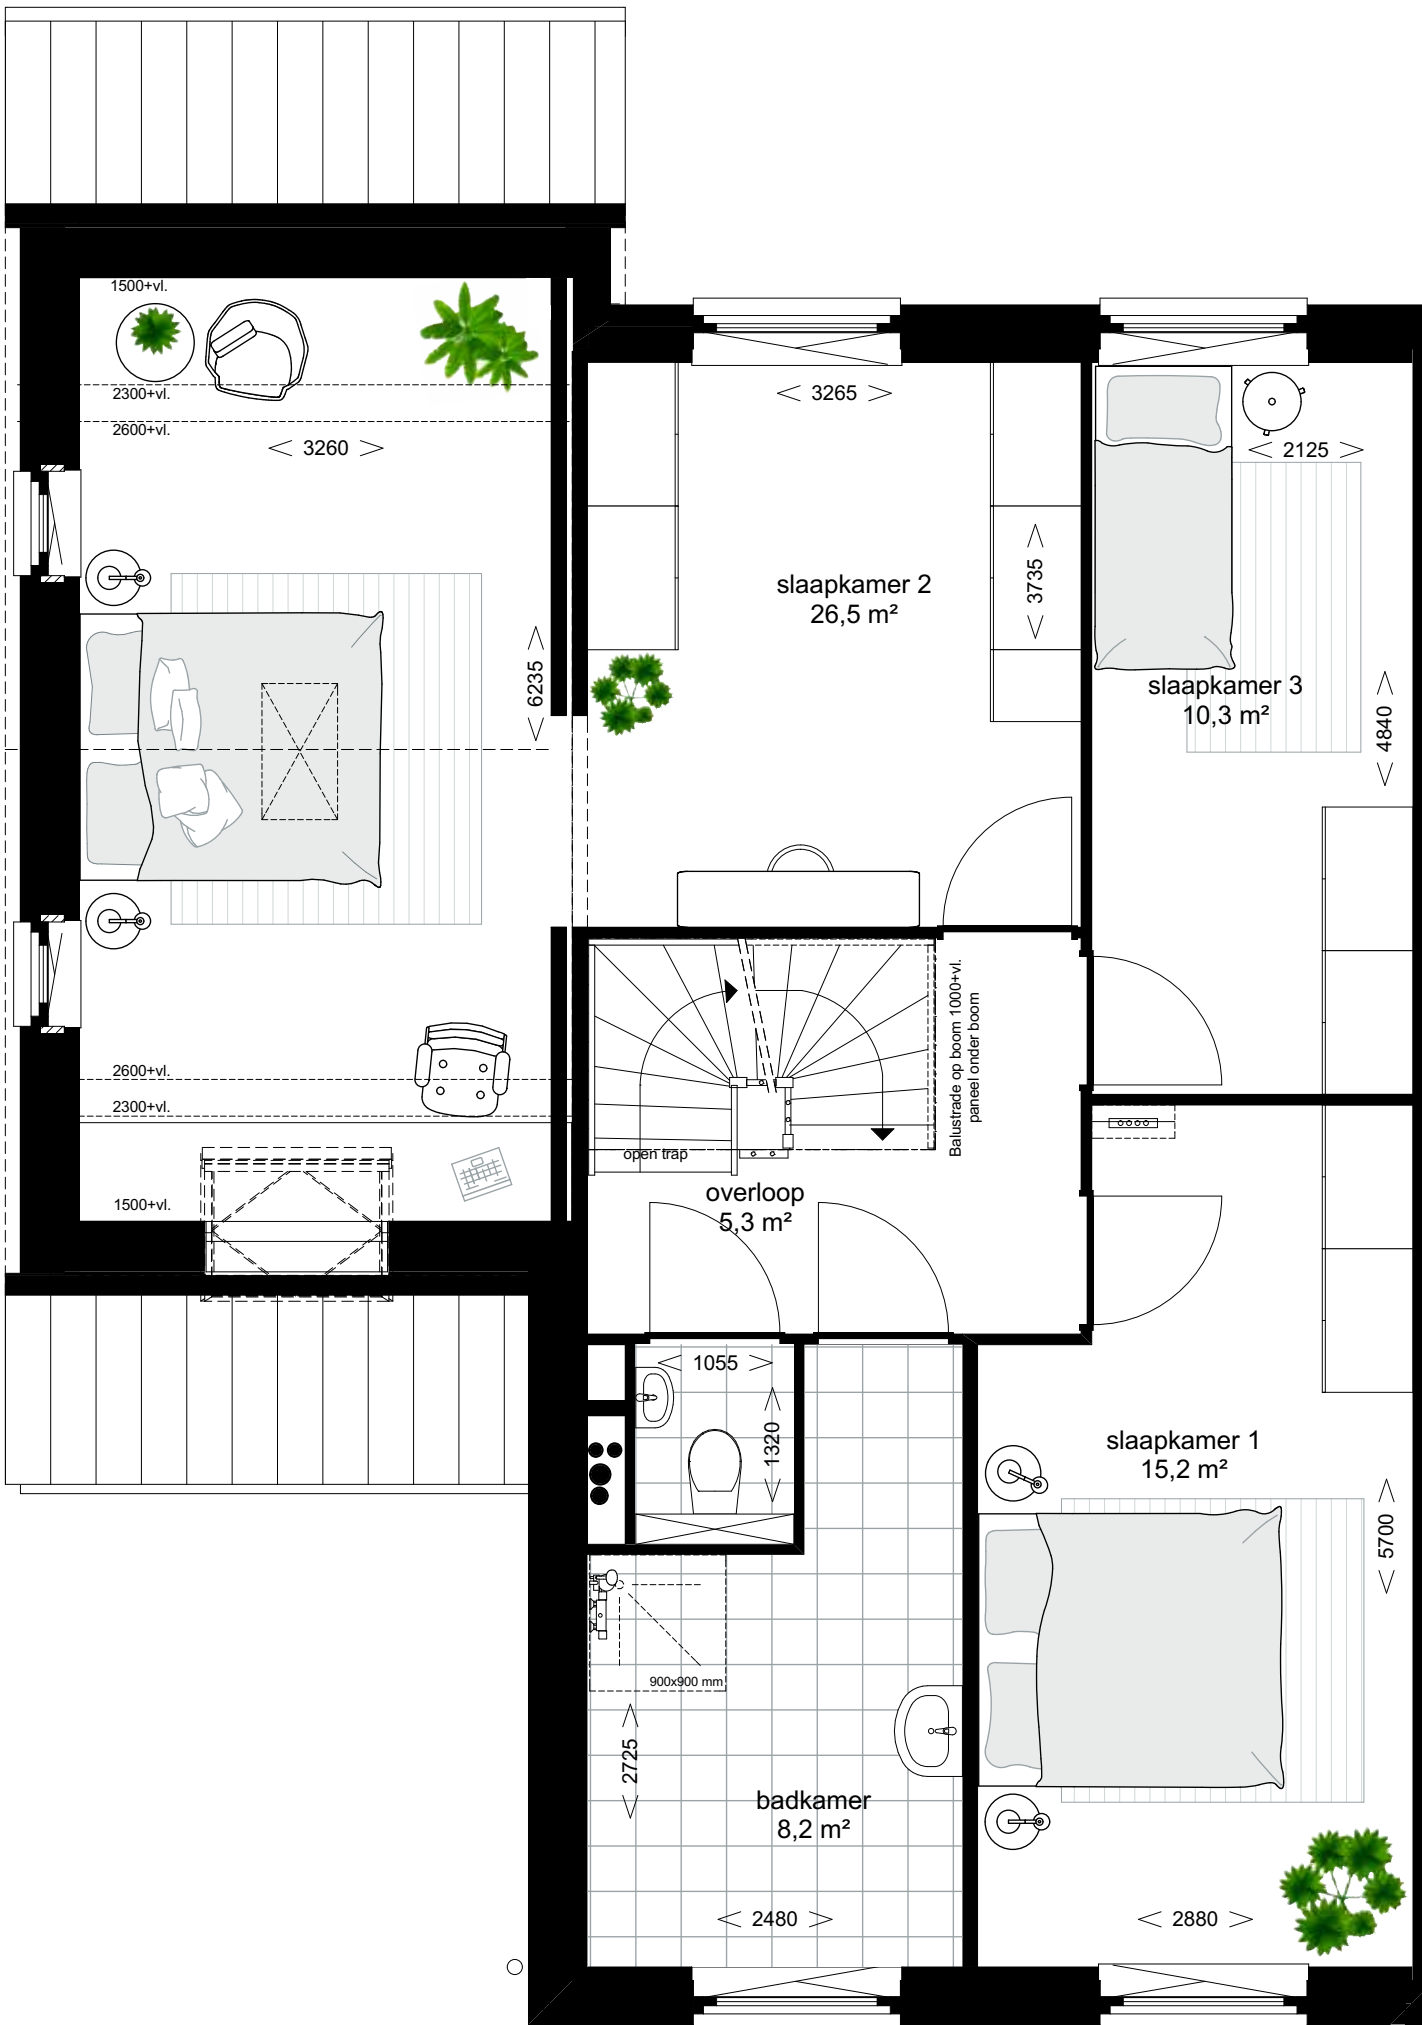 1500+vl.
2300+vl.
2600+vl.
< 3260 >
< 3265 >
< 2125 >
< 3735 >
slaapkamer 2
26,5 m²
< 6235 >
slaapkamer 3
10,3 m²
< 4840 >
Balustrade op boom 1000+vl.
paneel onder boom
2600+vl.
2300+vl.
1500+vl.
open trap
overloop
5,3 m²
< 1055 >
< 1320 >
slaapkamer 1
15,2 m²
< 5700 >
900x900 mm
< 2725 >
badkamer
8,2 m²
< 2480 >
< 2880 >